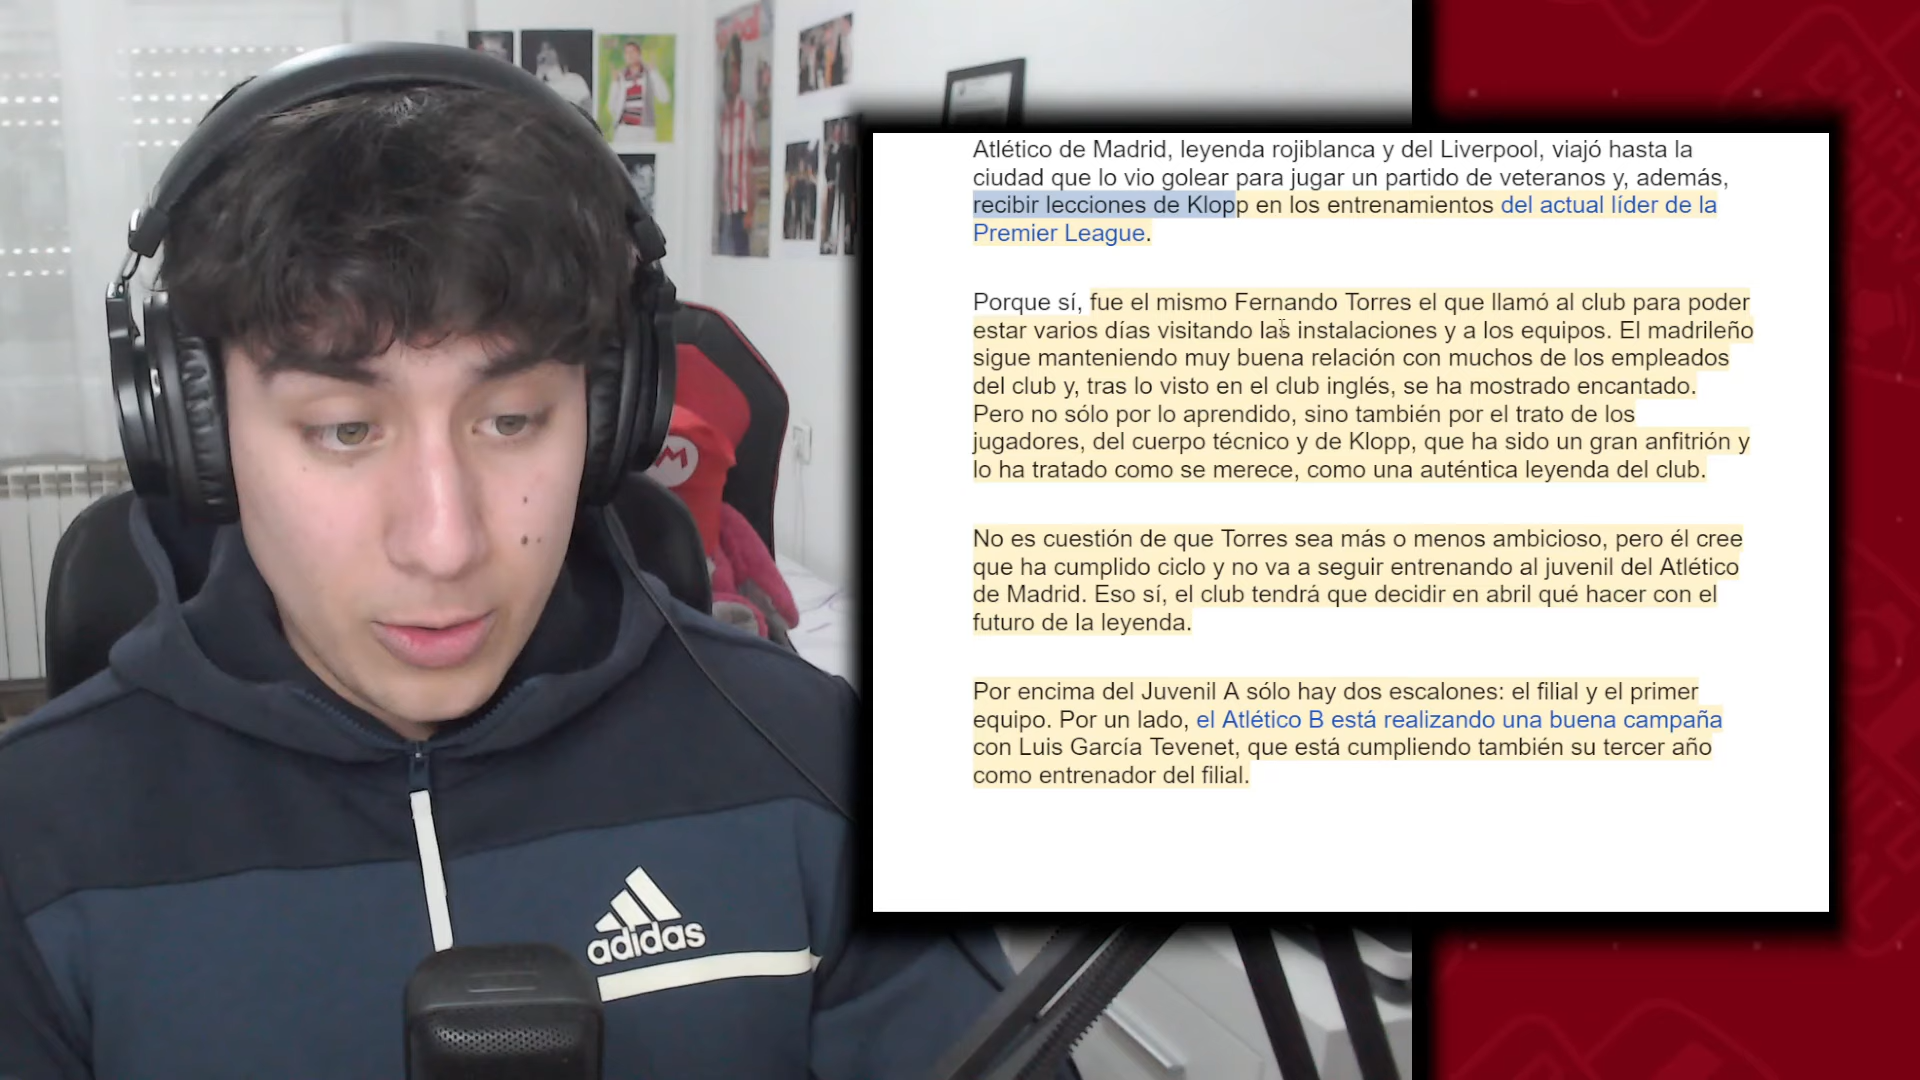 Atlético de Madrid, leyenda rojiblanca y del Liverpool, viajó hasta la
ciudad que lo vio golear para jugar un partido de veteranos y, además,
recibir lecciones de Klopp en los entrenamientos del actual líder de la
Premier League.
Porque sí, fue el mismo Fernando Torres el que llamó al club para poder
estar varios días visitando las instalaciones y a los equipos. El madrileño
sigue manteniendo muy buena relación con muchos de los empleados
del club y, tras lo visto en el club inglés, se ha mostrado encantado.
Pero no sólo por lo aprendido, sino también por el trato de los
jugadores, del cuerpo técnico y de Klopp, que ha sido un gran anfitrión y
lo ha tratado como se merece, como una auténtica leyenda del club.
No es cuestión de que Torres sea más o menos ambicioso, pero él cree
que ha cumplido ciclo y no va a seguir entrenando al juvenil del Atlético
de Madrid. Eso sí, el club tendrá que decidir en abril qué hacer con el
futuro de la leyenda.
Por encima del Juvenil A sólo hay dos escalones: el filial y el primer
equipo. Por un lado, el Atlético B está realizando una buena campaña
con Luis García Tevenet, que está cumpliendo también su tercer año
como entrenador del filial.
adidas
M